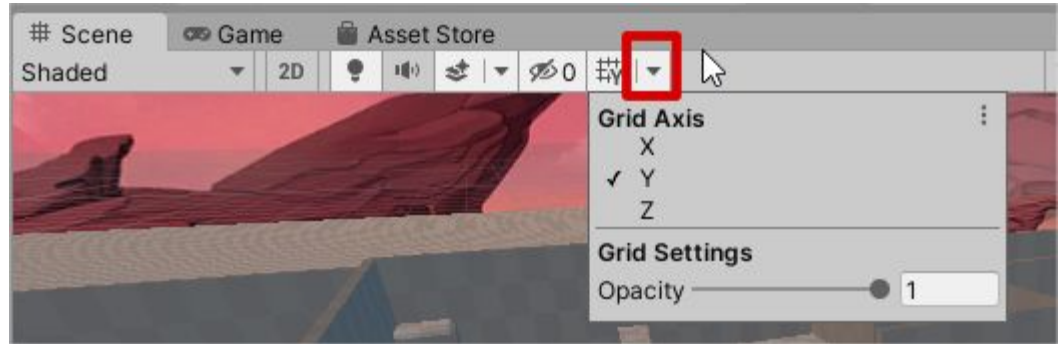 Scene Game Asset Store
Shaded 2D 0 Y
Grid Axis
X
✓ Y
Z
Grid Settings
Opacity 1